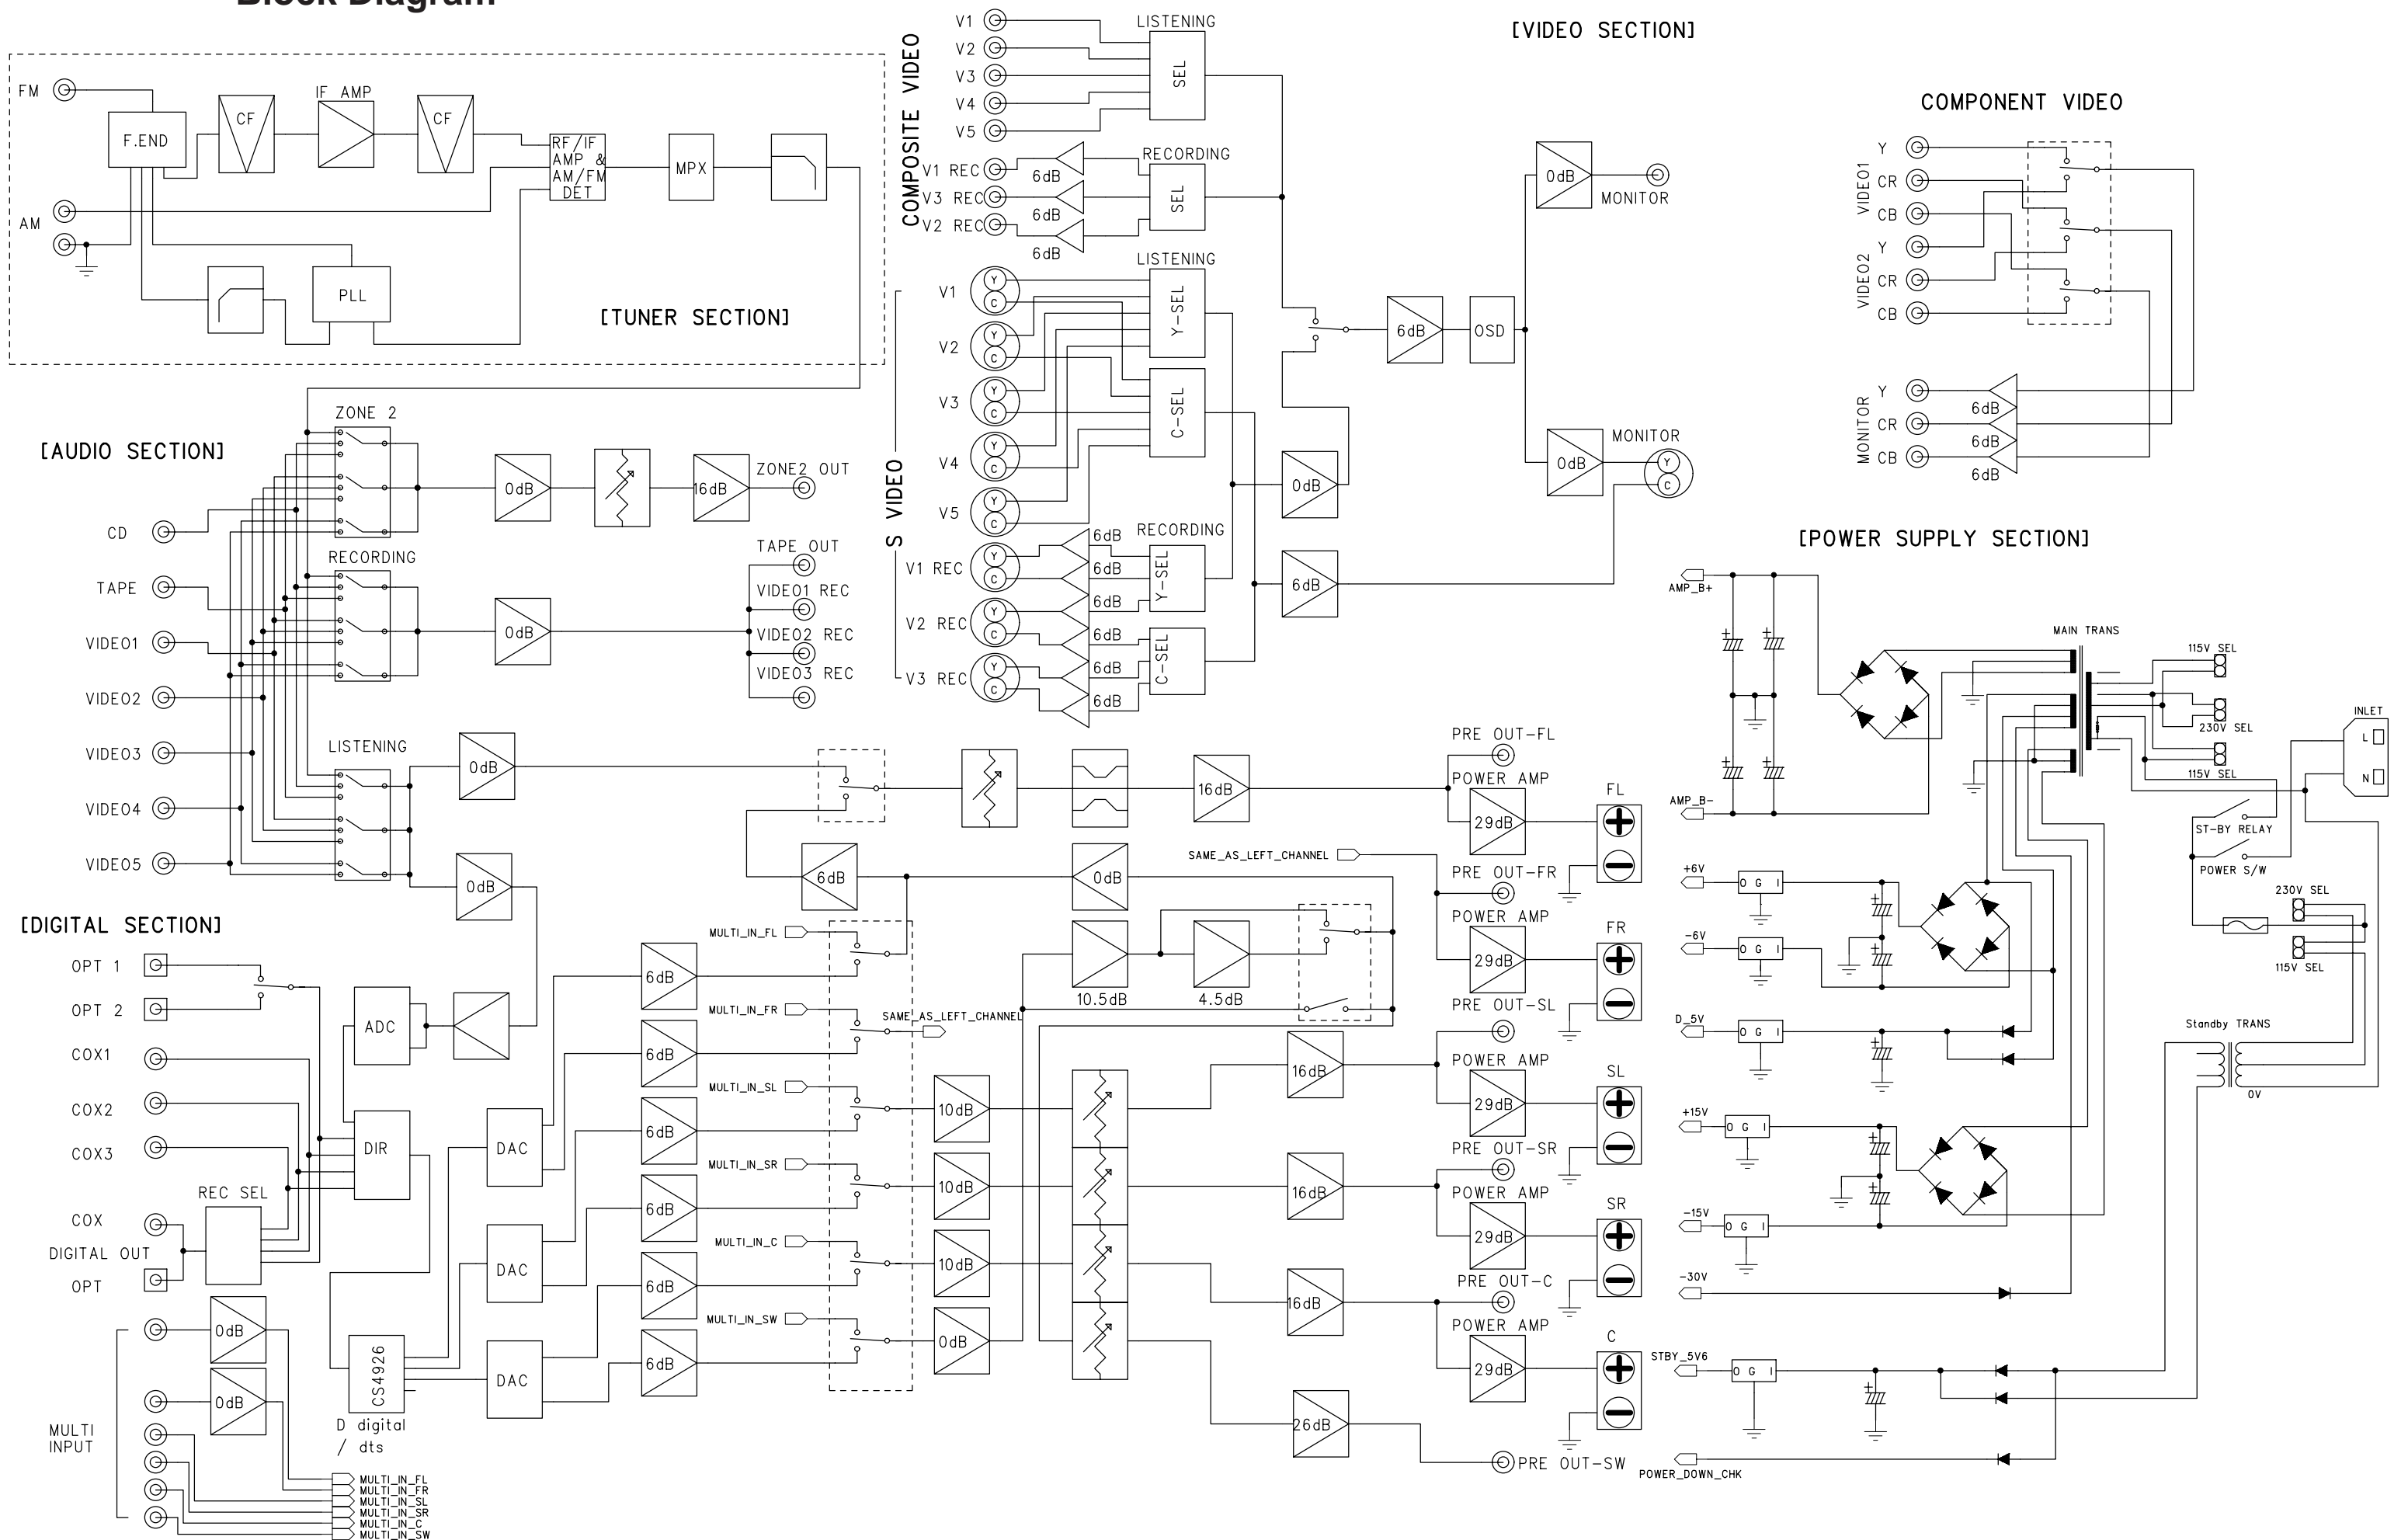 Block Diagram
FM
F.END
CF
IF AMP
CF
RF/IF
AMP &
AM/FM
DET
MPX
AM
PLL
[TUNER SECTION]
[VIDEO SECTION]
COMPOSITE VIDEO
V1
V2
V3
V4
V5
LISTENING
SEL
V1 REC
V3 REC
V2 REC
6dB
6dB
6dB
RECORDING
SEL
S VIDEO
V1
V2
V3
V4
V5
Y
C
Y
C
Y
C
Y
C
Y
C
LISTENING
Y-SEL
C-SEL
V1 REC
V2 REC
V3 REC
Y
C
Y
C
Y
C
6dB
6dB
6dB
6dB
6dB
6dB
RECORDING
Y-SEL
C-SEL
0dB
6dB
6dB
OSD
0dB
MONITOR
0dB
MONITOR
Y
C
COMPONENT VIDEO
VIDEO1
Y
CR
CB
VIDEO2
Y
CR
CB
MONITOR
Y
CR
CB
6dB
6dB
6dB
[AUDIO SECTION]
CD
TAPE
VIDEO1
VIDEO2
VIDEO3
VIDEO4
VIDEO5
ZONE 2
0dB
16dB
ZONE2 OUT
RECORDING
0dB
TAPE OUT
VIDEO1 REC
VIDEO2 REC
VIDEO3 REC
LISTENING
0dB
0dB
16dB
6dB
0dB
10.5dB
4.5dB
[DIGITAL SECTION]
OPT 1
OPT 2
COX1
COX2
COX3
ADC
DIR
REC SEL
COX
DIGITAL OUT
OPT
MULTI
INPUT
0dB
0dB
CS4926
D digital
/ dts
MULTI_IN_FL
MULTI_IN_FR
MULTI_IN_SL
MULTI_IN_SR
MULTI_IN_C
MULTI_IN_SW
DAC
DAC
DAC
6dB
6dB
6dB
6dB
6dB
6dB
MULTI_IN_FL
MULTI_IN_FR
SAME_AS_LEFT_CHANNEL
MULTI_IN_SL
MULTI_IN_SR
MULTI_IN_C
MULTI_IN_SW
10dB
10dB
10dB
0dB
16dB
16dB
16dB
26dB
PRE OUT-FL
POWER AMP
29dB
FL
SAME_AS_LEFT_CHANNEL
PRE OUT-FR
POWER AMP
29dB
FR
PRE OUT-SL
POWER AMP
29dB
SL
PRE OUT-SR
POWER AMP
29dB
SR
PRE OUT-C
POWER AMP
29dB
C
PRE OUT-SW
[POWER SUPPLY SECTION]
AMP_B+
AMP_B-
MAIN TRANS
115V SEL
230V SEL
115V SEL
INLET
L
N
ST-BY RELAY
POWER S/W
230V SEL
115V SEL
Standby TRANS
0V
+6V
O G I
-6V
O G I
D_5V
O G I
+15V
O G I
-15V
O G I
-30V
STBY_5V6
O G I
POWER_DOWN_CHK